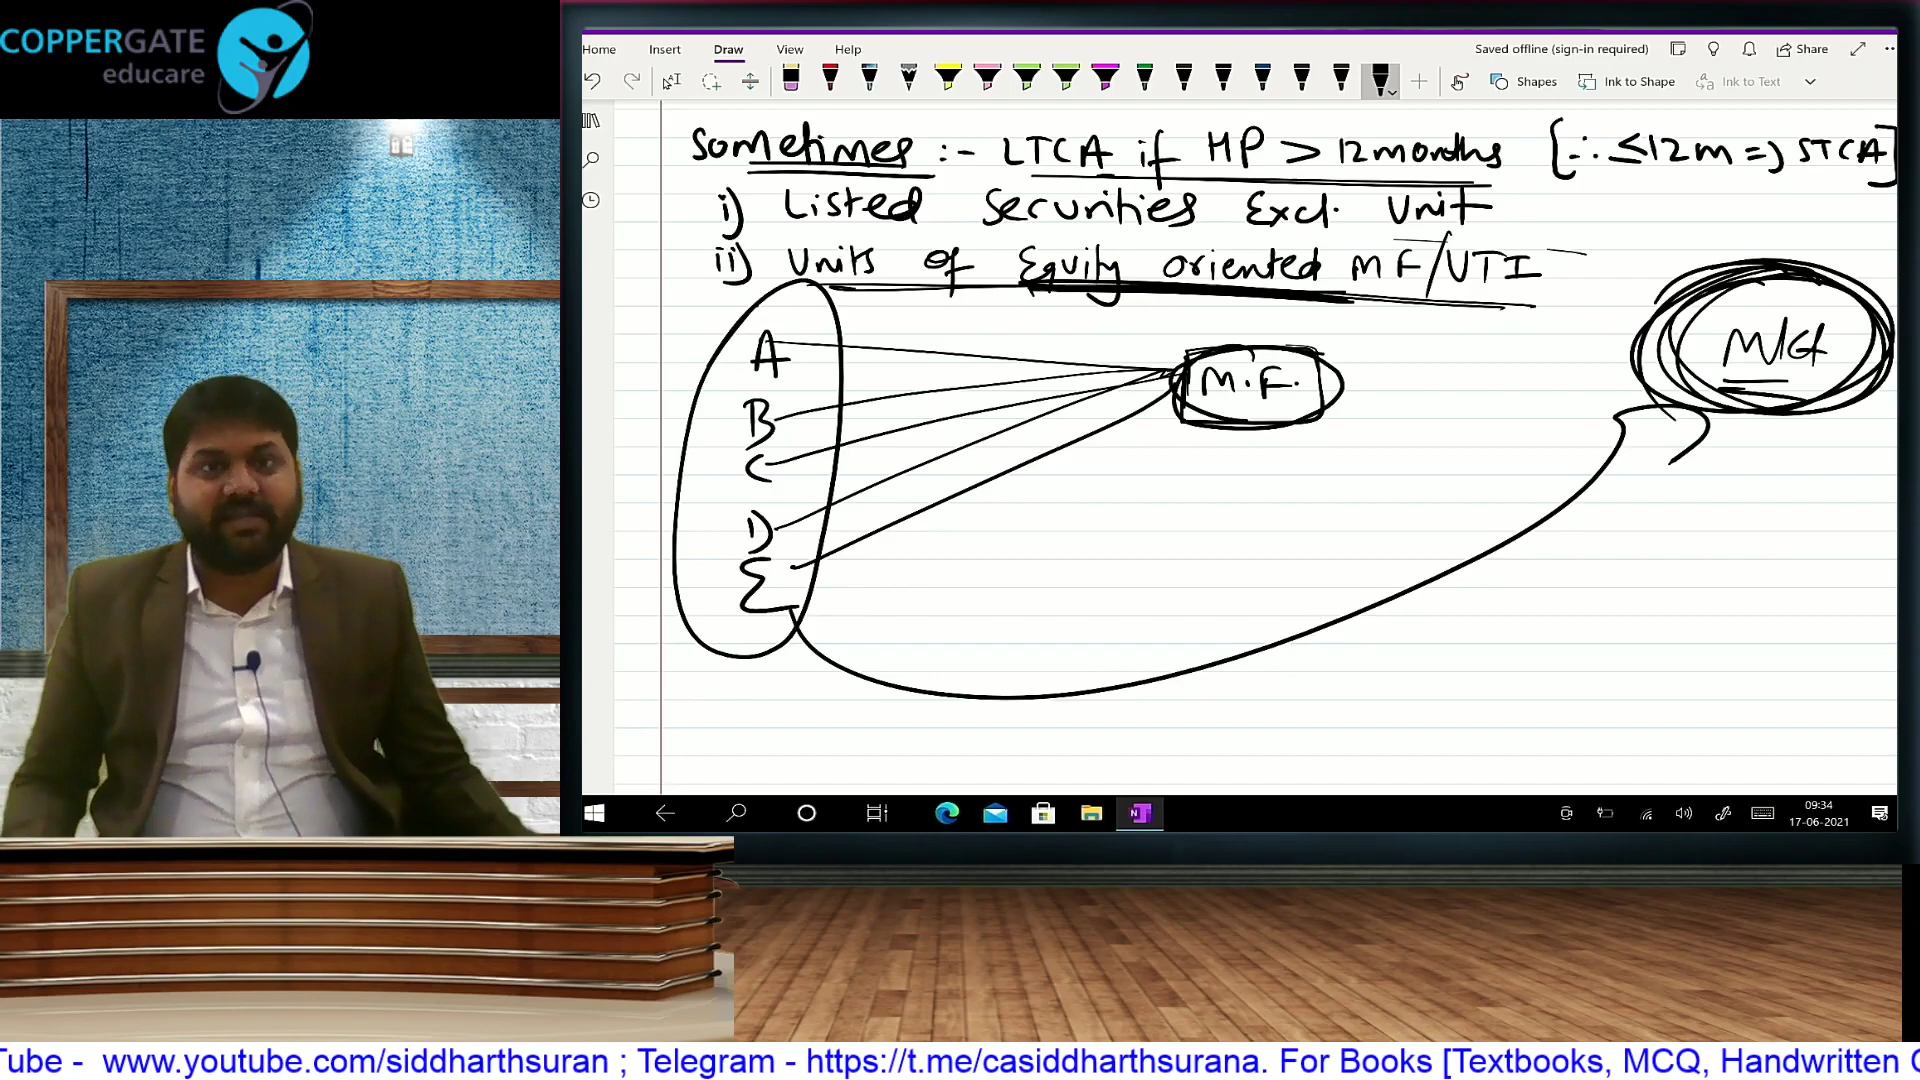 COPPERGATE
educare
Home Insert Draw View Help
Saved offline (sign-in required) Share
Shapes Ink to Shape Ink to Text
Sometimes :- LTCA if HP > 12 months [∴ ≤12m => STCA]
i) Listed Securities Excl. Unit
ii) Units of Equity oriented MF/UTI
A
B
C
D
E
M.F.
09:34
17-06-2021
Tube - www.youtube.com/siddharthsuran ; Telegram - https://t.me/casiddharthsurana. For Books [Textbooks, MCQ, Handwritten